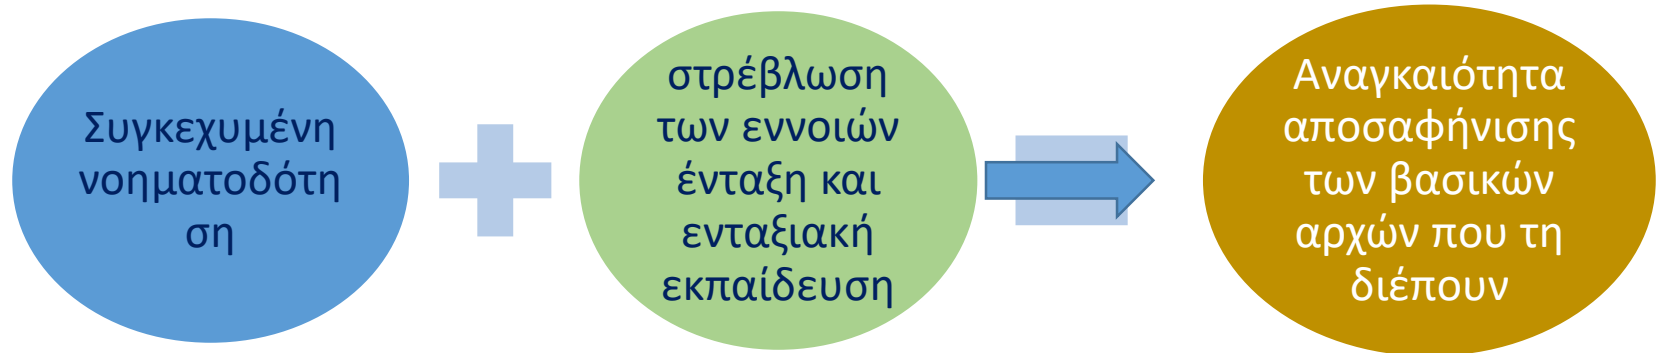 Συγκεχυμένη
νοηματοδότη
ση
στρέβλωση
των εννοιών
ένταξη και
ενταξιακή
εκπαίδευση
Αναγκαιότητα
αποσαφήνισης
των βασικών
αρχών που τη
διέπουν